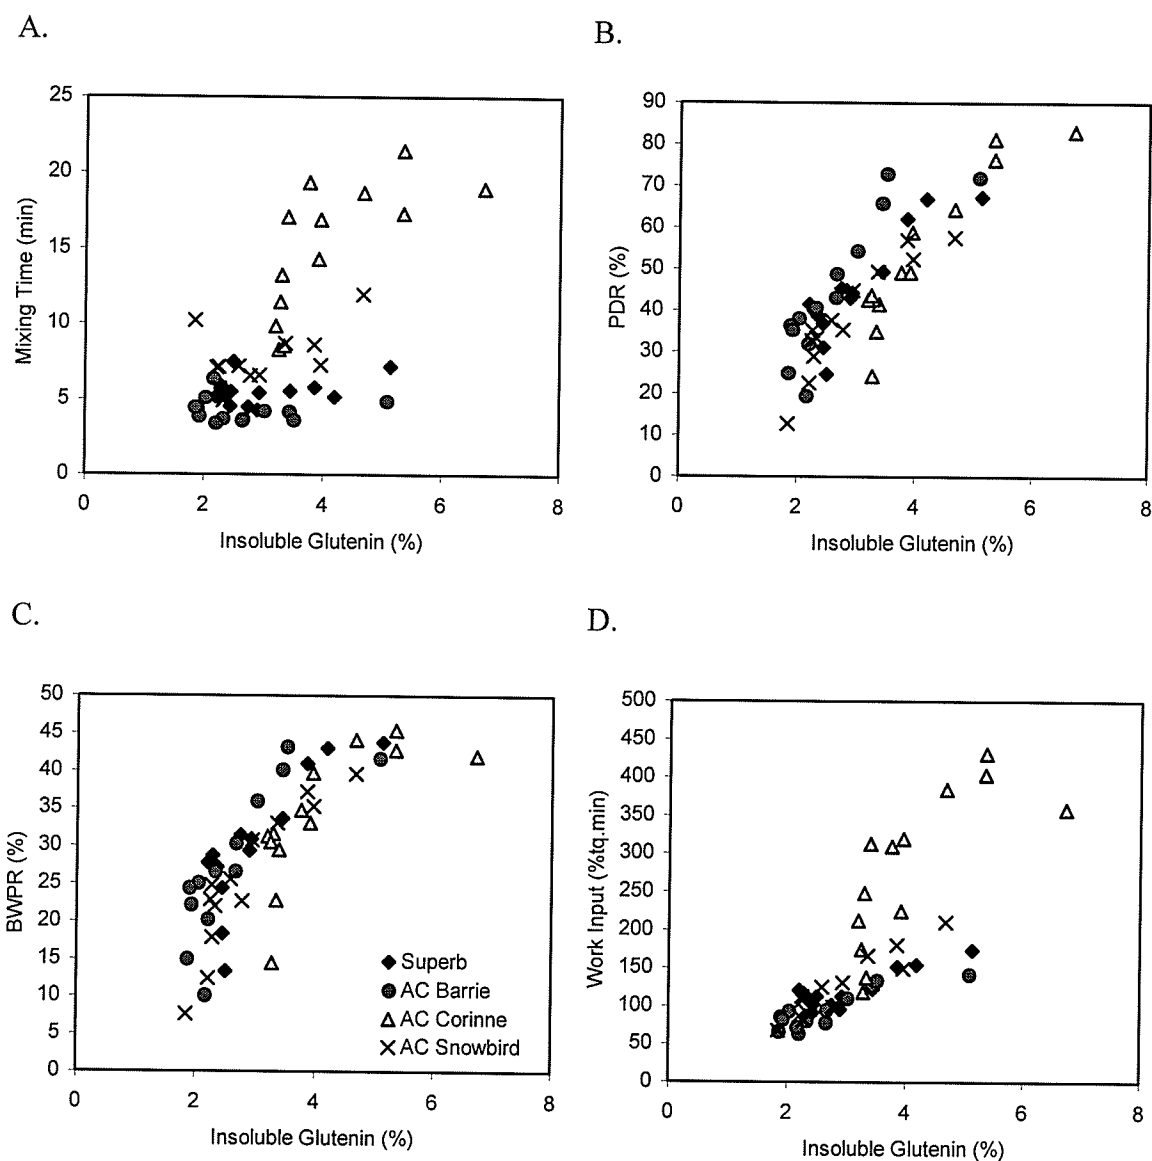 A.
B.
25
20
15
10
5
0
Mixing Time (min)
0 2 4 6 8
Insoluble Glutenin (%)
90
80
70
60
50
40
30
20
10
0
PDR (%)
0 2 4 6 8
Insoluble Glutenin (%)
C.
D.
50
45
40
35
30
25
20
15
10
5
0
BWPR (%)
Superb
AC Barrie
AC Corinne
AC Snowbird
0 2 4 6 8
Insoluble Glutenin (%)
500
450
400
350
300
250
200
150
100
50
0
Work Input (%tq.min)
0 2 4 6 8
Insoluble Glutenin (%)